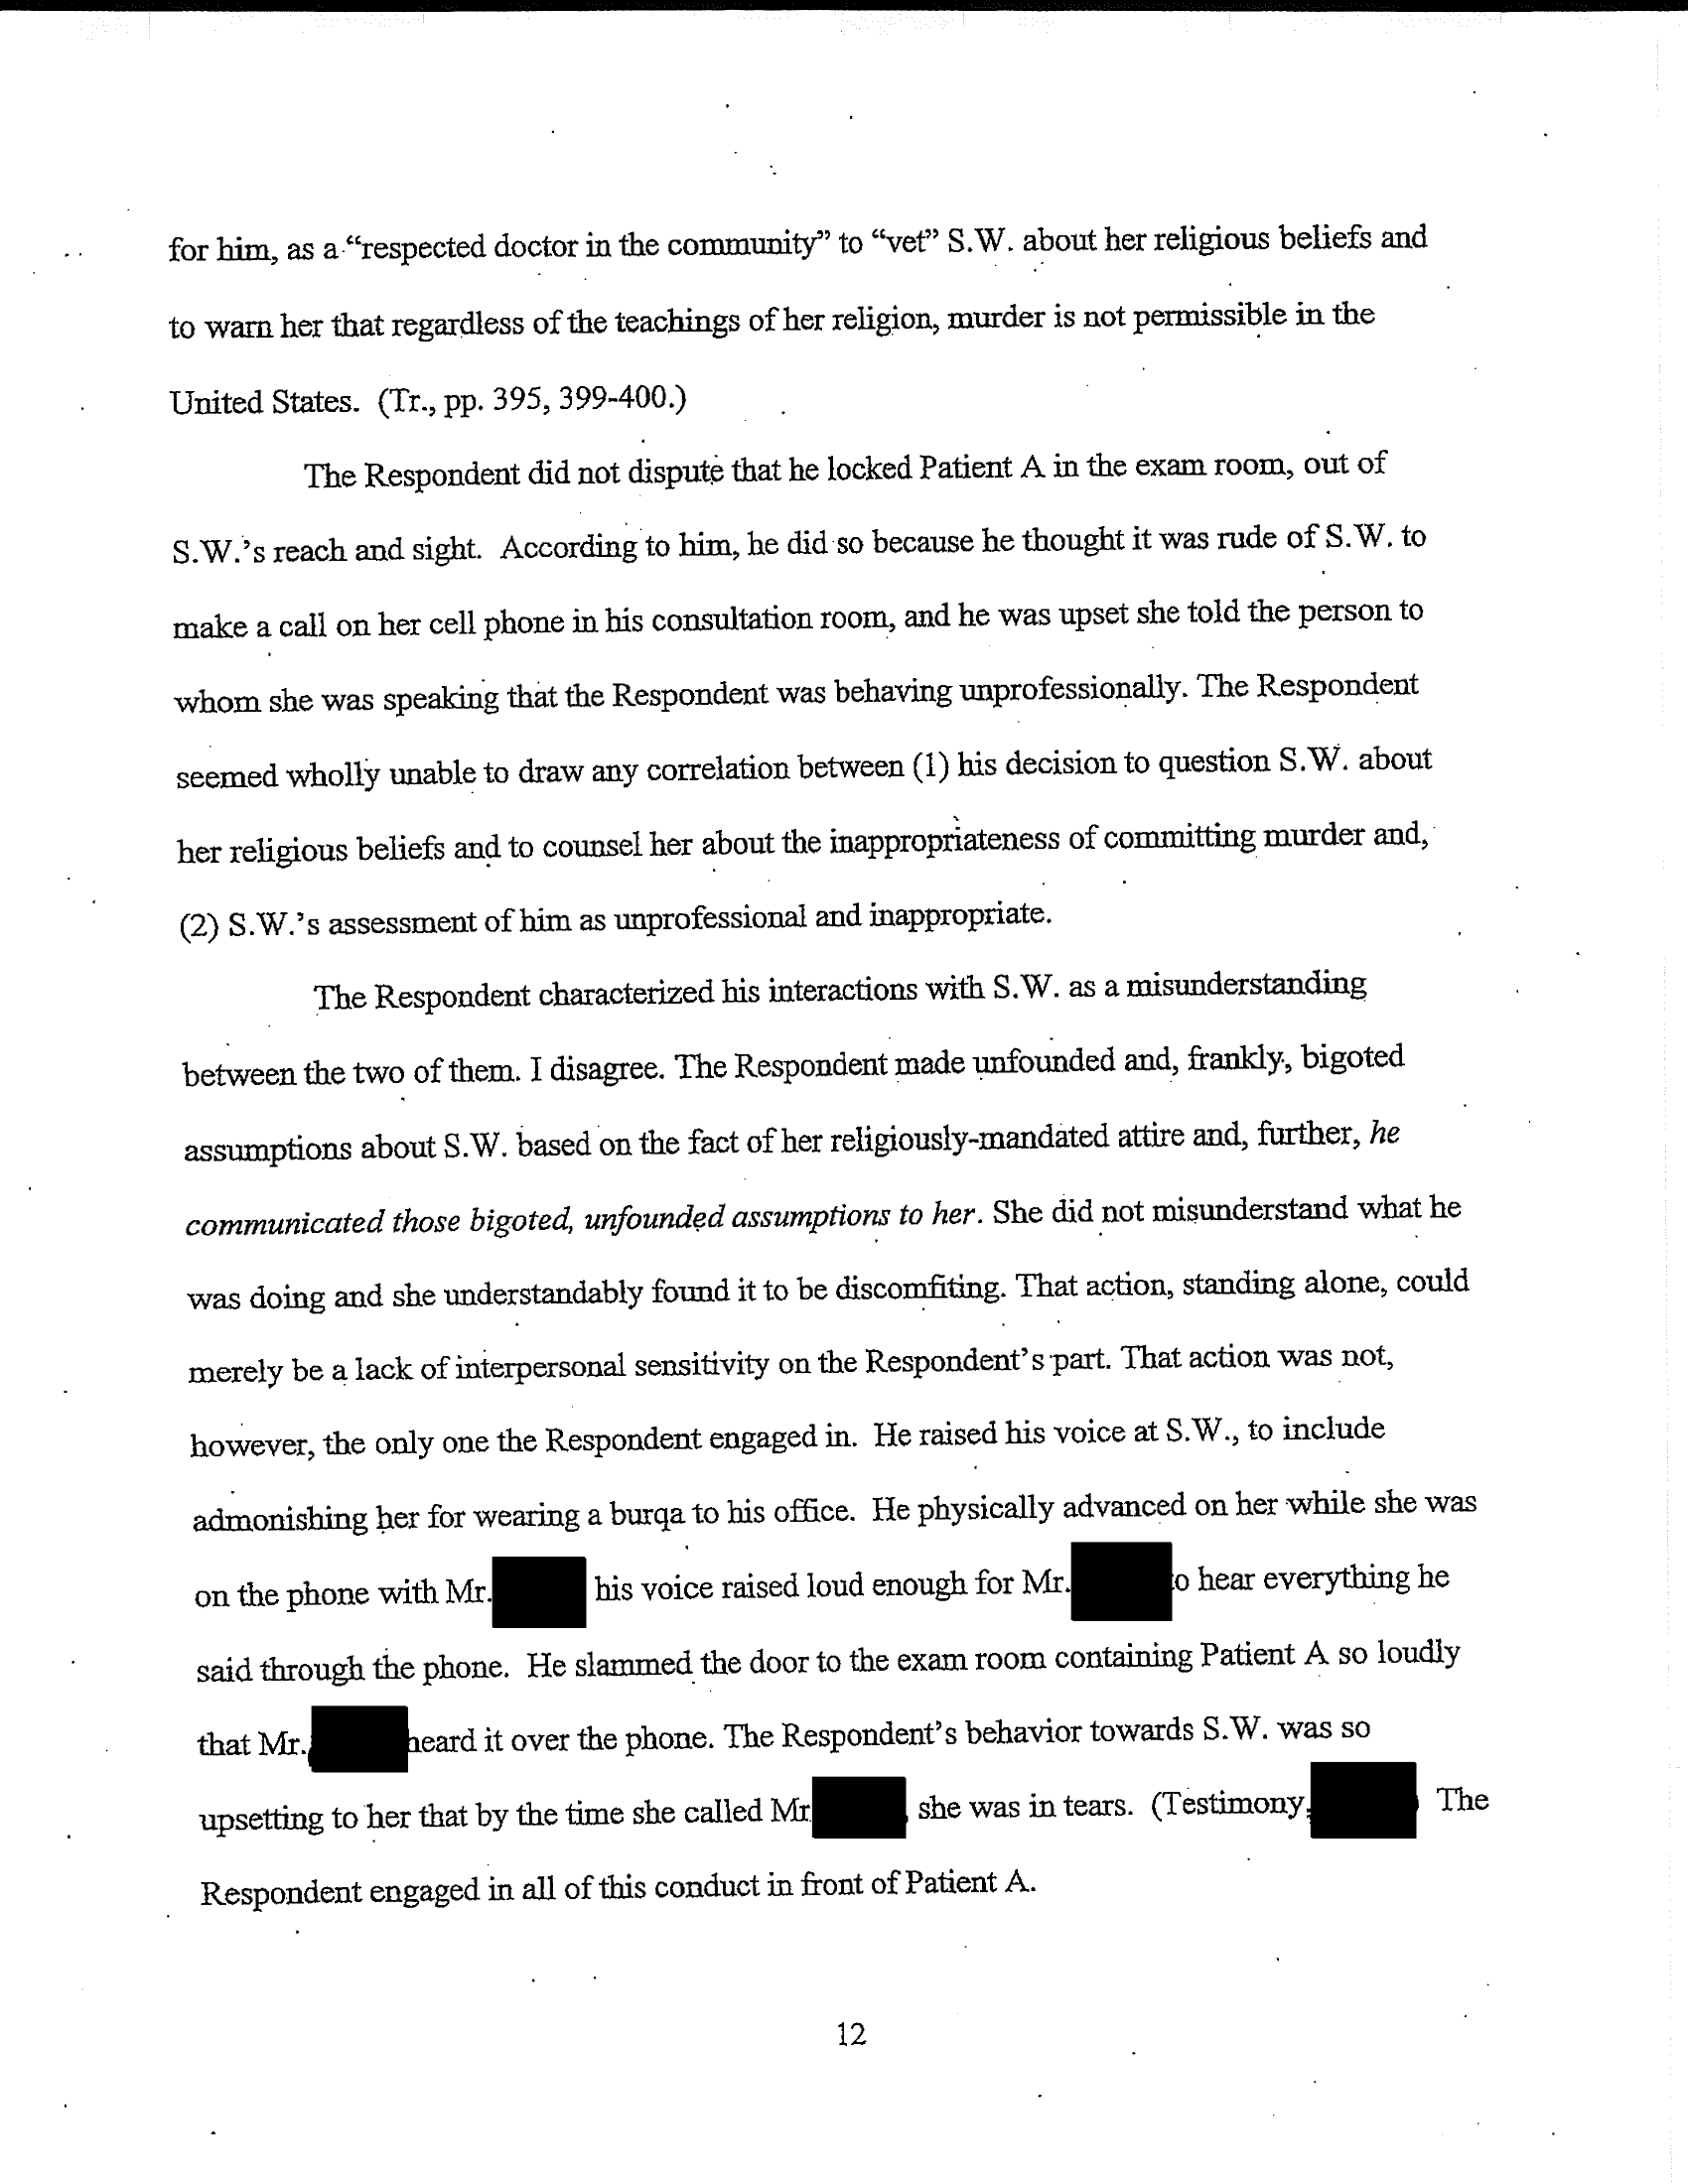 for him, as a “respected doctor in the community” to “vet” S.W. about her religious beliefs and
to warn her that regardless of the teachings of her religion, murder is not permissible in the
United States. (Tr., pp. 395, 399-400.)
The Respondent did not dispute that he locked Patient A in the exam room, out of
S.W.’s reach and sight. According to him, he did so because he thought it was rude of S.W. to
make a call on her cell phone in his consultation room, and he was upset she told the person to
whom she was speaking that the Respondent was behaving unprofessionally. The Respondent
seemed wholly unable to draw any correlation between (1) his decision to question S.W. about
her religious beliefs and to counsel her about the inappropriateness of committing murder and,
(2) S.W.’s assessment of him as unprofessional and inappropriate.
The Respondent characterized his interactions with S.W. as a misunderstanding
between the two of them. I disagree. The Respondent made unfounded and, frankly, bigoted
assumptions about S.W. based on the fact of her religiously-mandated attire and, further, he
communicated those bigoted, unfounded assumptions to her. She did not misunderstand what he
was doing and she understandably found it to be discomfiting. That action, standing alone, could
merely be a lack of interpersonal sensitivity on the Respondent’s part. That action was not,
however, the only one the Respondent engaged in. He raised his voice at S.W., to include
admonishing her for wearing a burqa to his office. He physically advanced on her while she was
on the phone with Mr. his voice raised loud enough for Mr. o hear everything he
said through the phone. He slammed the door to the exam room containing Patient A so loudly
that Mr. heard it over the phone. The Respondent’s behavior towards S.W. was so
upsetting to her that by the time she called Mr , she was in tears. (Testimony, The
Respondent engaged in all of this conduct in front of Patient A.
12